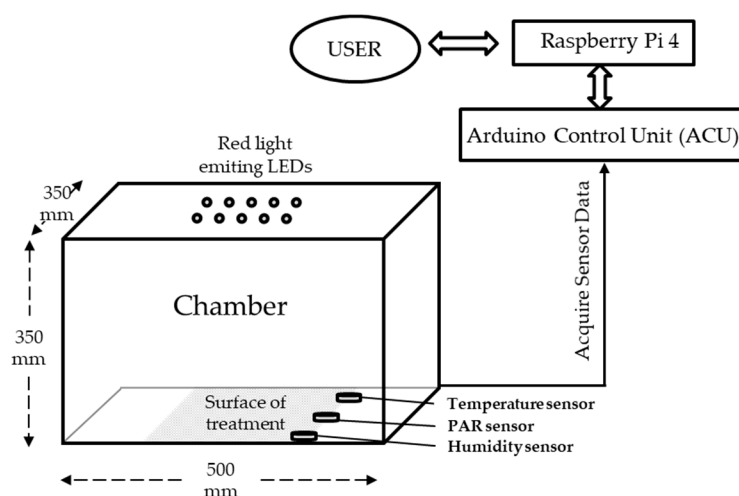 USER
Raspberry Pi 4
Arduino Control Unit (ACU)
Red light
emiting LEDs
350
mm
Chamber
350
mm
Acquire Sensor Data
Surface of
treatment
Temperature sensor
PAR sensor
Humidity sensor
500
mm